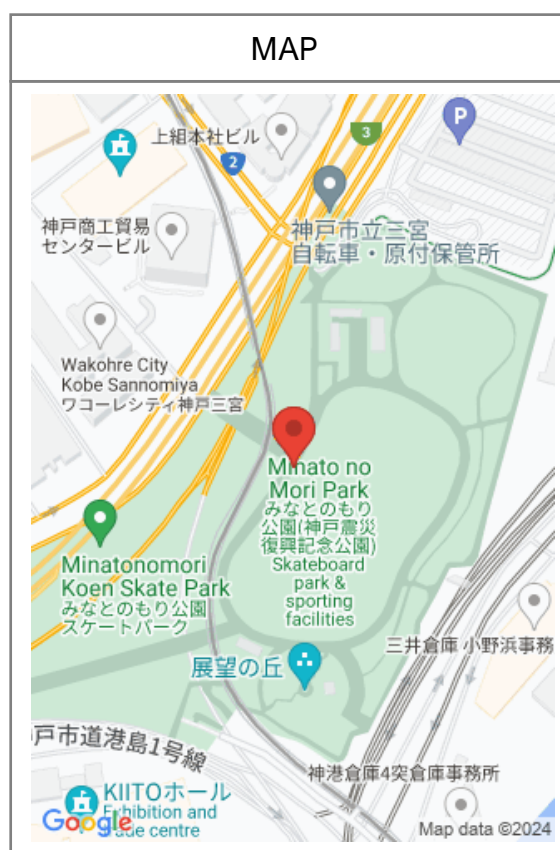 MAP
上組本社ビル
3
P
2
神戸商工貿易
センタービル
神戸市立三宮
自転車・原付保管所
Wakohre City
Kobe Sannomiya
ワコーレシティ神戸三宮
Minato no
Mori Park
みなとのもり
公園(神戸震災
復興記念公園)
Skateboard
park &
sporting
facilities
Minatonomori
Koen Skate Park
みなとのもり公園
スケートパーク
三井倉庫 小野浜事務
展望の丘
戸市道港島1号線
神港倉庫4突倉庫事務所
KIITOホール
Exhibition and
trade centre
Google
Map data ©2024